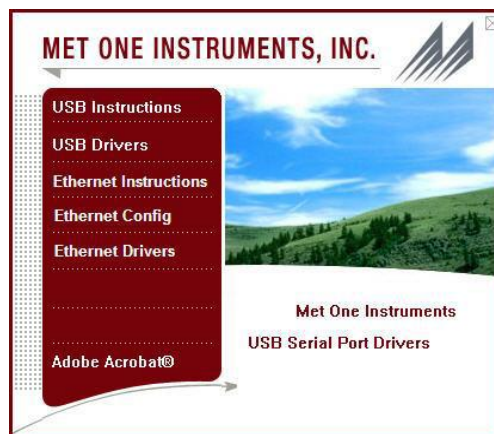 MET ONE INSTRUMENTS, INC.
USB Instructions
USB Drivers
Ethernet Instructions
Ethernet Config
Ethernet Drivers
Adobe Acrobat®
Met One Instruments
USB Serial Port Drivers